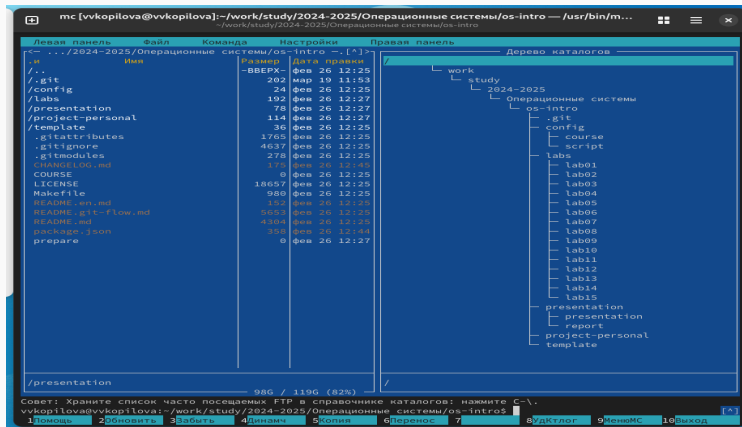 mc [vvkopilova@vvkopilova]:~/work/study/2024-2025/Операционные системы/os-intro — /usr/bin/m...
~/work/study/2024-2025/Операционные системы/os-intro
Левая панель Файл Команда Настройки Правая панель
<— .../2024-2025/Операционные системы/os-intro —.[^]>
.и Имя Размер Дата правки
/.. -ВВЕРХ- фев 26 12:25
/.git 202 мар 19 11:53
/config 24 фев 26 12:25
/labs 192 фев 26 12:27
/presentation 78 фев 26 12:27
/project-personal 114 фев 26 12:27
/template 36 фев 26 12:25
.gitattributes 1765 фев 26 12:25
.gitignore 4637 фев 26 12:25
.gitmodules 278 фев 26 12:25
CHANGELOG.md 175 фев 26 12:45
COURSE 0 фев 26 12:25
LICENSE 18657 фев 26 12:25
Makefile 980 фев 26 12:25
README.en.md 152 фев 26 12:25
README.git-flow.md 5653 фев 26 12:25
README.md 4304 фев 26 12:25
package.json 358 фев 26 12:44
prepare 0 фев 26 12:27
/presentation
98G / 119G (82%)
Дерево каталогов
/
work
study
2024-2025
Операционные системы
os-intro
.git
config
course
script
labs
lab01
lab02
lab03
lab04
lab05
lab06
lab07
lab08
lab09
lab10
lab11
lab12
lab13
lab14
lab15
presentation
presentation
report
project-personal
template
/
Совет: Храните список часто посещаемых FTP в справочнике каталогов: нажмите C-\.
vvkopilova@vvkopilova:~/work/study/2024-2025/Операционные системы/os-intro$ [^]
1Помощь 2Обновить 3Забыть 4Динамч 5Копия 6Перенос 7 8УдКтлог 9МенюМС 10Выход